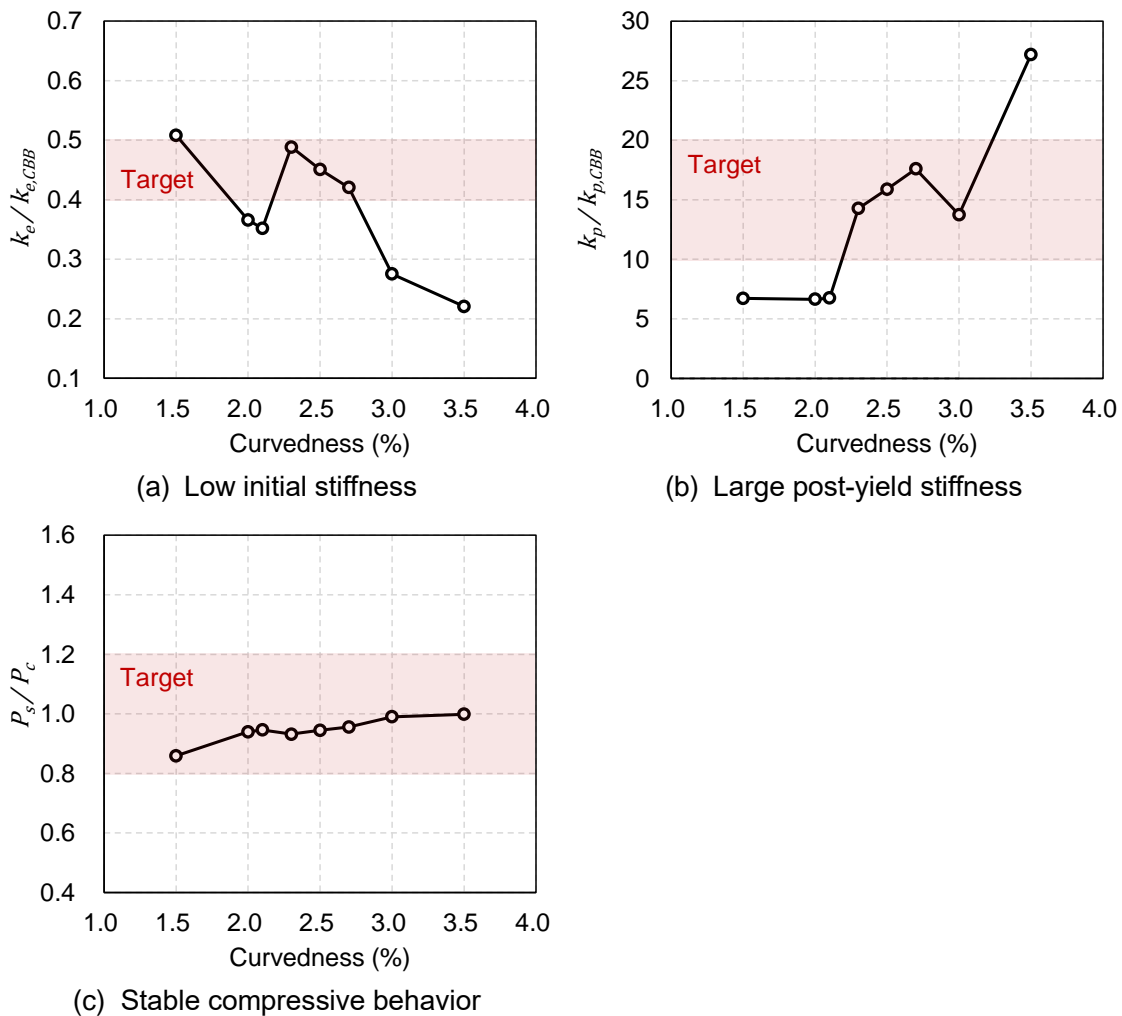 0.7
0.6
0.5
0.4
0.3
0.2
0.1
k_e / k_{e,CBB}
Target
1.0 1.5 2.0 2.5 3.0 3.5 4.0
Curvedness (%)
(a) Low initial stiffness
30
25
20
15
10
5
0
k_p / k_{p,CBB}
Target
1.0 1.5 2.0 2.5 3.0 3.5 4.0
Curvedness (%)
(b) Large post-yield stiffness
1.6
1.4
1.2
1.0
0.8
0.6
0.4
P_s / P_c
Target
1.0 1.5 2.0 2.5 3.0 3.5 4.0
Curvedness (%)
(c) Stable compressive behavior